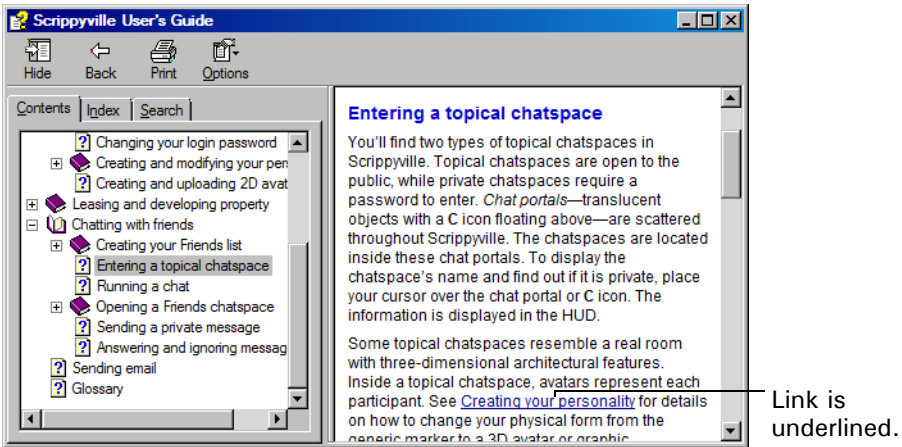 Scrippyville User's Guide
Hide Back Print Options
Contents Index Search
Changing your login password
Creating and modifying your per
Creating and uploading 2D avat
Leasing and developing property
Chatting with friends
Creating your Friends list
Entering a topical chatspace
Running a chat
Opening a Friends chatspace
Sending a private message
Answering and ignoring messag
Sending email
Glossary
Entering a topical chatspace
You'll find two types of topical chatspaces in
Scrippyville. Topical chatspaces are open to the
public, while private chatspaces require a
password to enter. Chat portals—translucent
objects with a C icon floating above—are scattered
throughout Scrippyville. The chatspaces are located
inside these chat portals. To display the
chatspace's name and find out if it is private, place
your cursor over the chat portal or C icon. The
information is displayed in the HUD.
Some topical chatspaces resemble a real room
with three-dimensional architectural features.
Inside a topical chatspace, avatars represent each
participant. See Creating your personality for details
on how to change your physical form from the
generic marker to a 3D avatar or graphic
Link is
underlined.